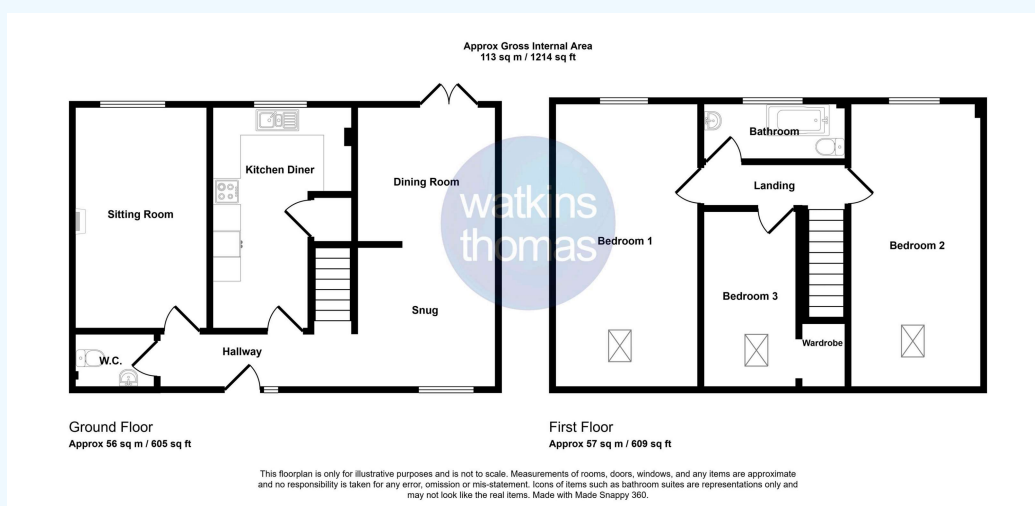 Approx Gross Internal Area
113 sq m / 1214 sq ft
Sitting Room
Kitchen Diner
Dining Room
Snug
Hallway
W.C.
Ground Floor
Approx 56 sq m / 605 sq ft
watkins
thomas
Bathroom
Landing
Bedroom 1
Bedroom 2
Bedroom 3
Wardrobe
First Floor
Approx 57 sq m / 609 sq ft
This floorplan is only for illustrative purposes and is not to scale. Measurements of rooms, doors, windows, and any items are approximate
and no responsibility is taken for any error, omission or mis-statement. Icons of items such as bathroom suites are representations only and
may not look like the real items. Made with Made Snappy 360.